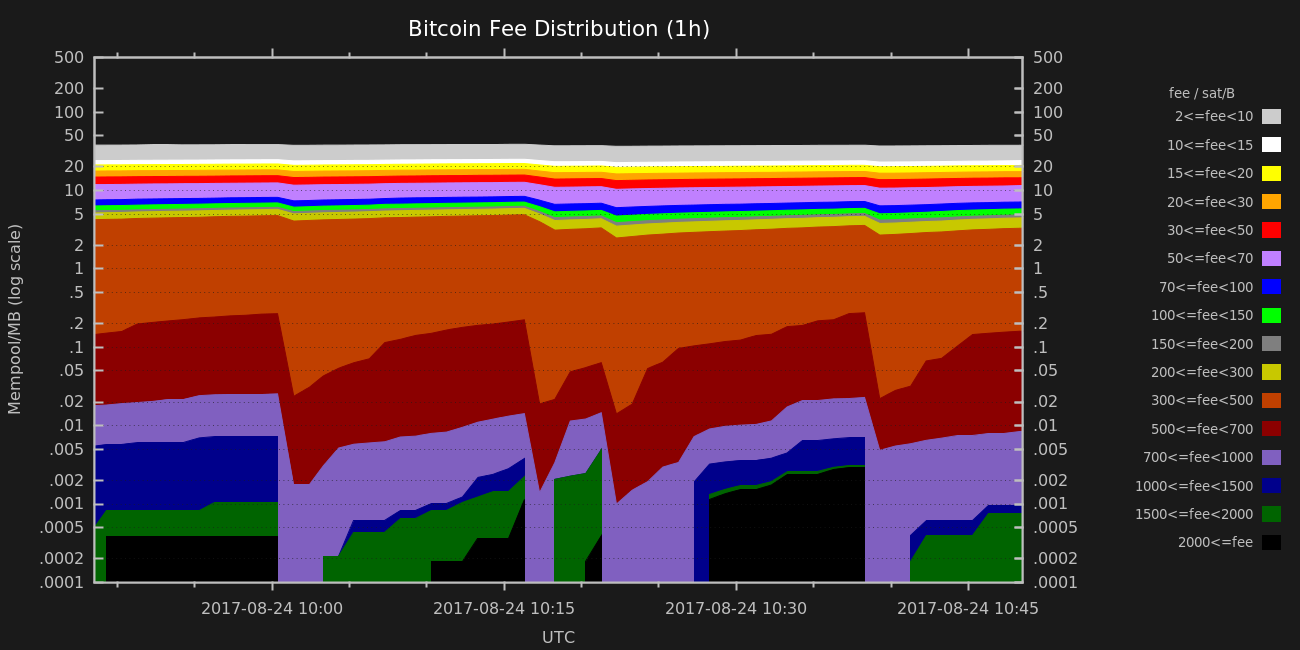 Bitcoin Fee Distribution (1h)
Mempool/MB (log scale)
500
200
100
50
20
10
5
2
1
.5
.2
.1
.05
.02
.01
.005
.002
.001
.0005
.0002
.0001
500
200
100
50
20
10
5
2
1
.5
.2
.1
.05
.02
.01
.005
.002
.001
.0005
.0002
.0001
2017-08-24 10:00
2017-08-24 10:15
2017-08-24 10:30
2017-08-24 10:45
UTC
fee / sat/B
2<=fee<10
10<=fee<15
15<=fee<20
20<=fee<30
30<=fee<50
50<=fee<70
70<=fee<100
100<=fee<150
150<=fee<200
200<=fee<300
300<=fee<500
500<=fee<700
700<=fee<1000
1000<=fee<1500
1500<=fee<2000
2000<=fee